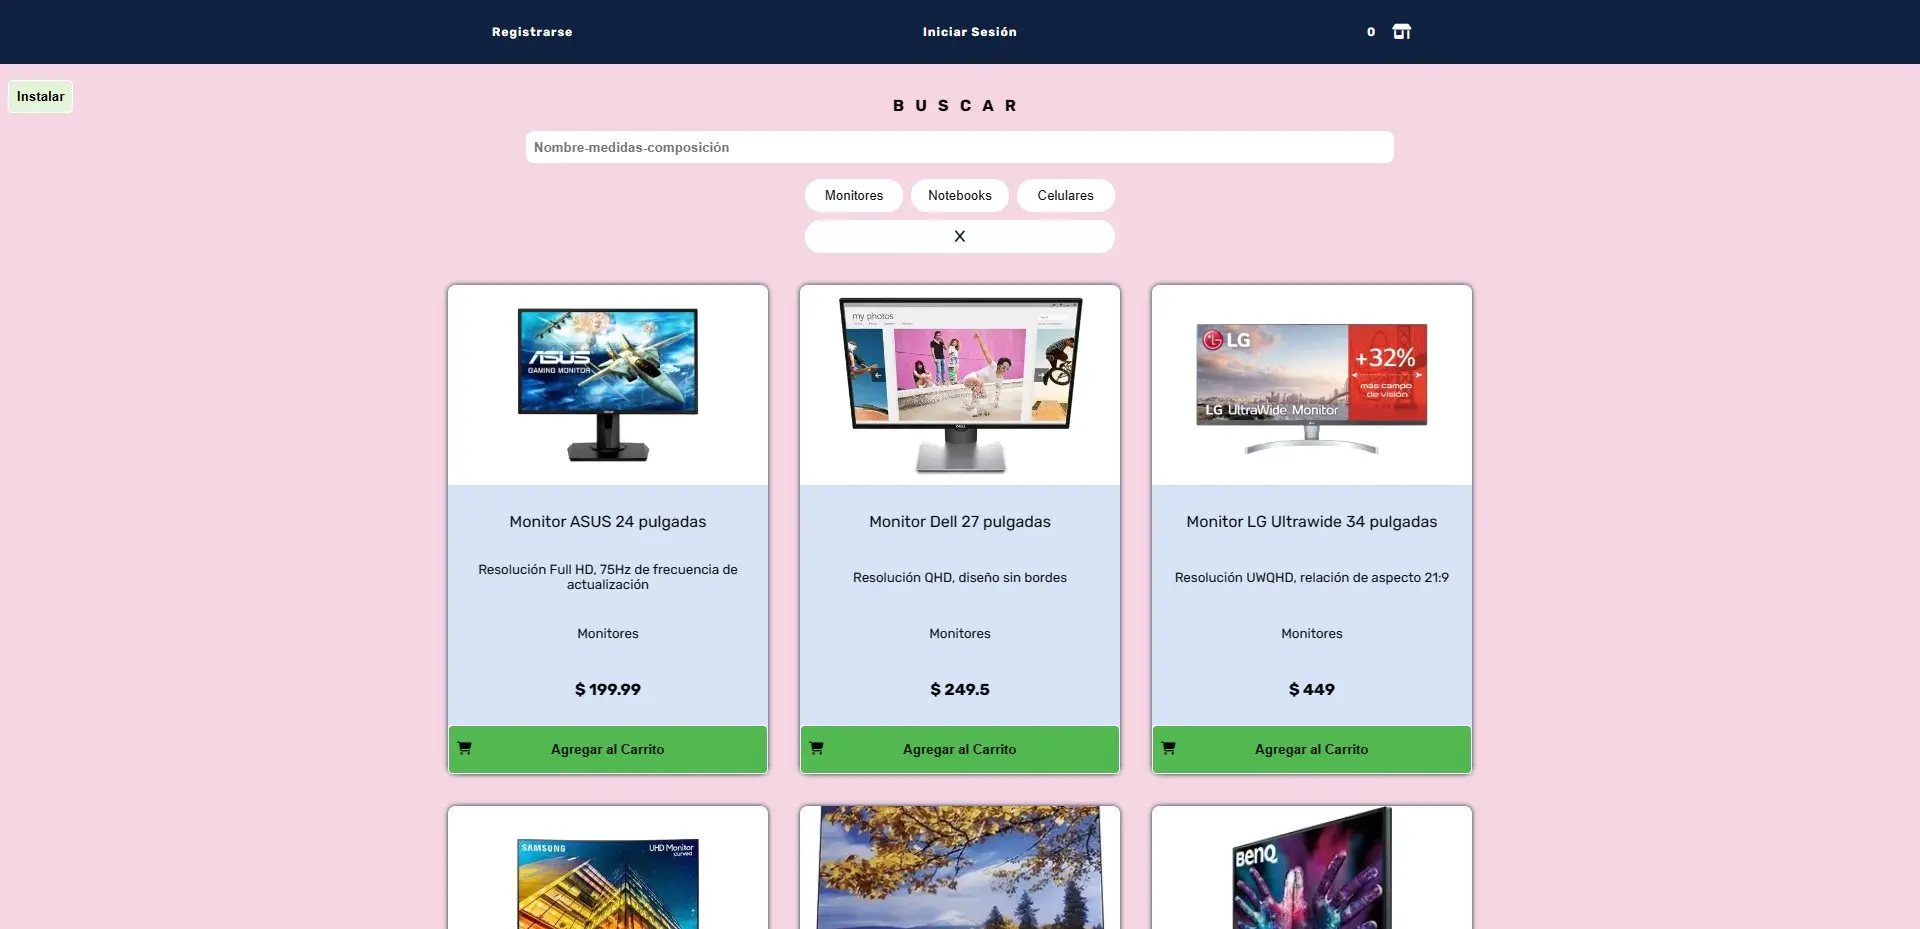 Registrarse
Iniciar Sesión
0
Instalar
BUSCAR
Nombre-medidas-composición
Monitores
Notebooks
Celulares
X
ASUS
GAMING MONITOR
my photos
DELL
LG
+32%
más campo
de visión
LG UltraWide Monitor
Monitor ASUS 24 pulgadas
Monitor Dell 27 pulgadas
Monitor LG Ultrawide 34 pulgadas
Resolución Full HD, 75Hz de frecuencia de
actualización
Resolución QHD, diseño sin bordes
Resolución UWQHD, relación de aspecto 21:9
Monitores
Monitores
Monitores
$ 199.99
$ 249.5
$ 449
Agregar al Carrito
Agregar al Carrito
Agregar al Carrito
SAMSUNG
UHD Monitor
curved
BenQ